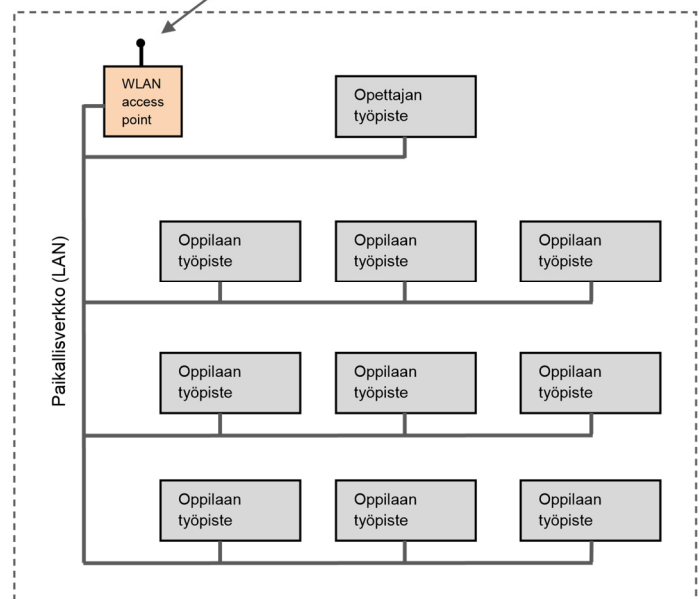 WLAN
access
point
Opettajan
työpiste
Paikallisverkko (LAN)
Oppilaan
työpiste
Oppilaan
työpiste
Oppilaan
työpiste
Oppilaan
työpiste
Oppilaan
työpiste
Oppilaan
työpiste
Oppilaan
työpiste
Oppilaan
työpiste
Oppilaan
työpiste